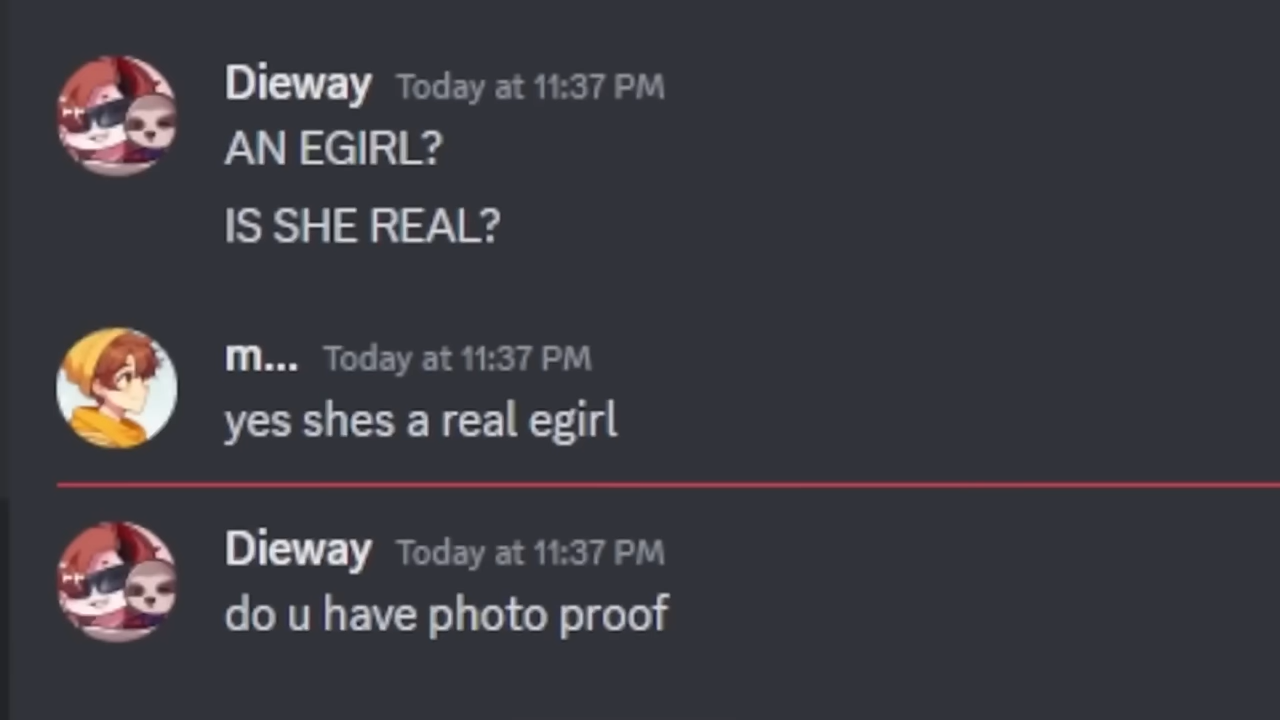 Dieway Today at 11:37 PM
AN EGIRL?
IS SHE REAL?
m... Today at 11:37 PM
yes shes a real egirl
Dieway Today at 11:37 PM
do u have photo proof